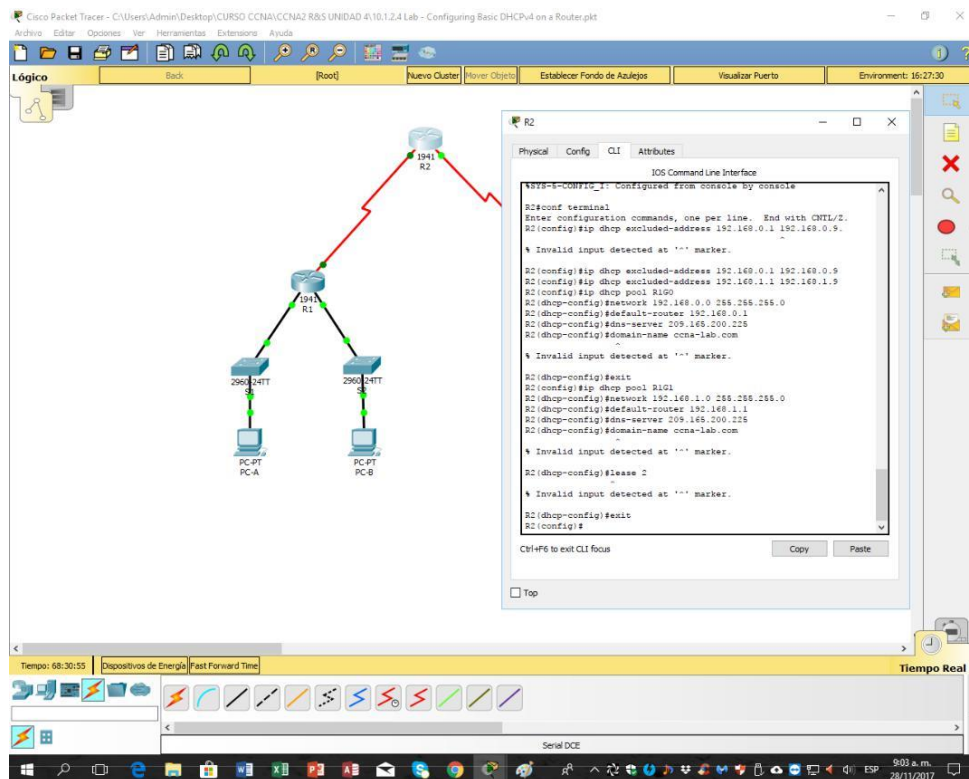 Cisco Packet Tracer - C:\Users\Admin\Desktop\CURSO CCNA\CCNA2 R&S UNIDAD 4\10.1.2.4 Lab - Configuring Basic DHCPv4 on a Router.pkt
Archivo Editar Opciones Ver Herramientas Extensions Ayuda
Lógico Back [Root] Nuevo Cluster Mover Objeto Establecer Fondo de Azulejos Visualizar Puerto Environment: 16:27:30
1941
R2
1941
R1
2960-24TT
S1
2960-24TT
S2
PC-PT
PC-A
PC-PT
PC-B
R2
Physical Config CLI Attributes
IOS Command Line Interface
%SYS-5-CONFIG_I: Configured from console by console
R2#conf terminal
Enter configuration commands, one per line. End with CNTL/Z.
R2(config)#ip dhcp excluded-address 192.168.0.1 192.168.0.9.
^
% Invalid input detected at '^' marker.
R2(config)#ip dhcp excluded-address 192.168.0.1 192.168.0.9
R2(config)#ip dhcp excluded-address 192.168.1.1 192.168.1.9
R2(config)#ip dhcp pool R1G0
R2(dhcp-config)#network 192.168.0.0 255.255.255.0
R2(dhcp-config)#default-router 192.168.0.1
R2(dhcp-config)#dns-server 209.165.200.225
R2(dhcp-config)#domain-name ccna-lab.com
^
% Invalid input detected at '^' marker.
R2(dhcp-config)#exit
R2(config)#ip dhcp pool R1G1
R2(dhcp-config)#network 192.168.1.0 255.255.255.0
R2(dhcp-config)#default-router 192.168.1.1
R2(dhcp-config)#dns-server 209.165.200.225
R2(dhcp-config)#domain-name ccna-lab.com
^
% Invalid input detected at '^' marker.
R2(dhcp-config)#lease 2
^
% Invalid input detected at '^' marker.
R2(dhcp-config)#exit
R2(config)#
Ctrl+F6 to exit CLI focus Copy Paste
Top
Tiempo: 68:30:55 Dispositivos de Energía Fast Forward Time Tiempo Real
Serial DCE
ESP 9:03 a. m.
28/11/2017